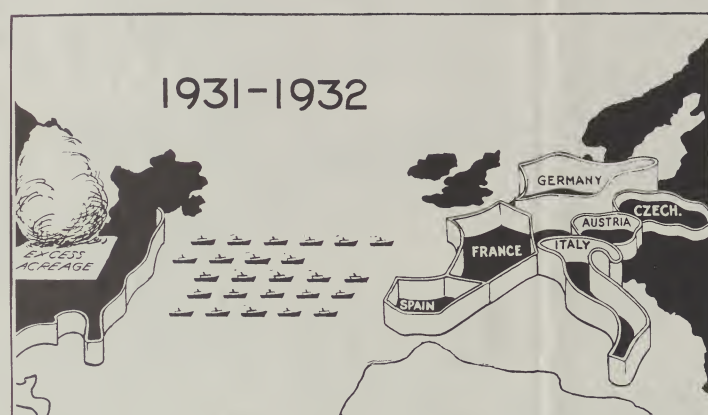 1931-1932
EXCESS
ACREAGE
GERMANY
CZECH.
AUSTRIA
FRANCE
ITALY
SPAIN